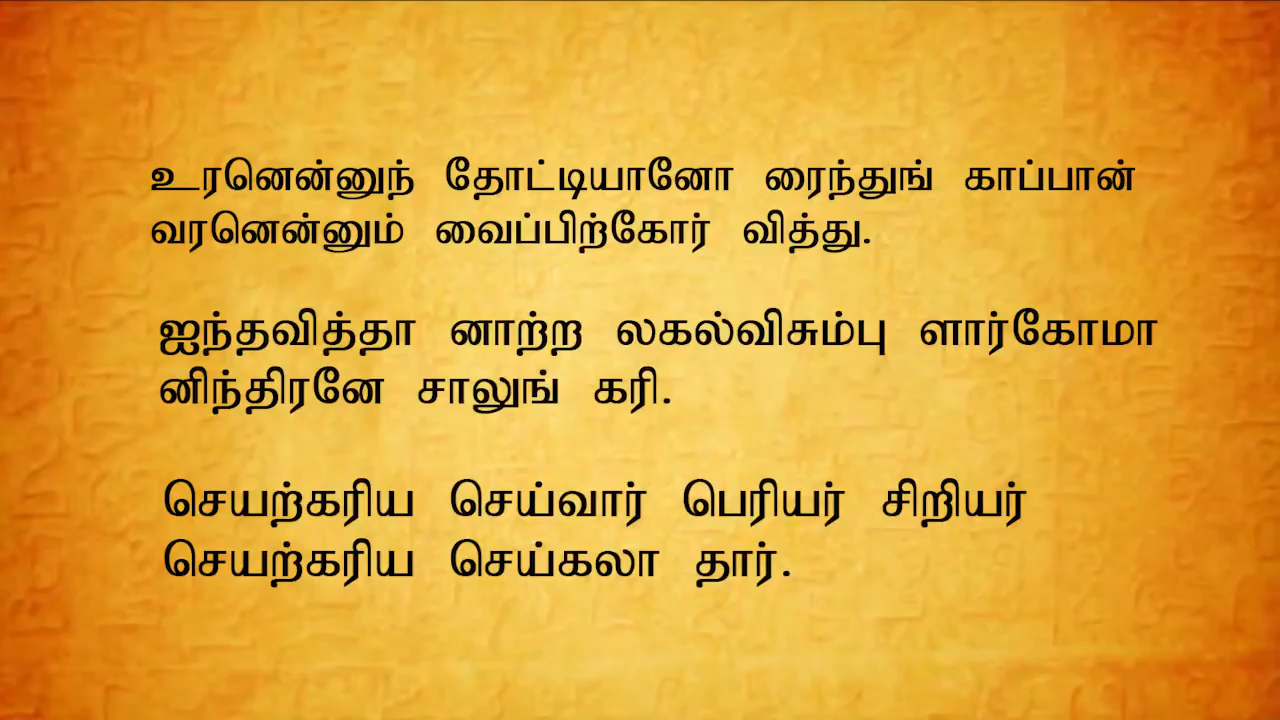 உரனென்னுந் தோட்டியானோ ரைந்துங் காப்பான்
வரனென்னும் வைப்பிற்கோர் வித்து.
ஐந்தவித்தா னாற்ற லகல்விசும்பு ளார்கோமா
னிந்திரனே சாலுங் கரி.
செயற்கரிய செய்வார் பெரியர் சிறியர்
செயற்கரிய செய்கலா தார்.